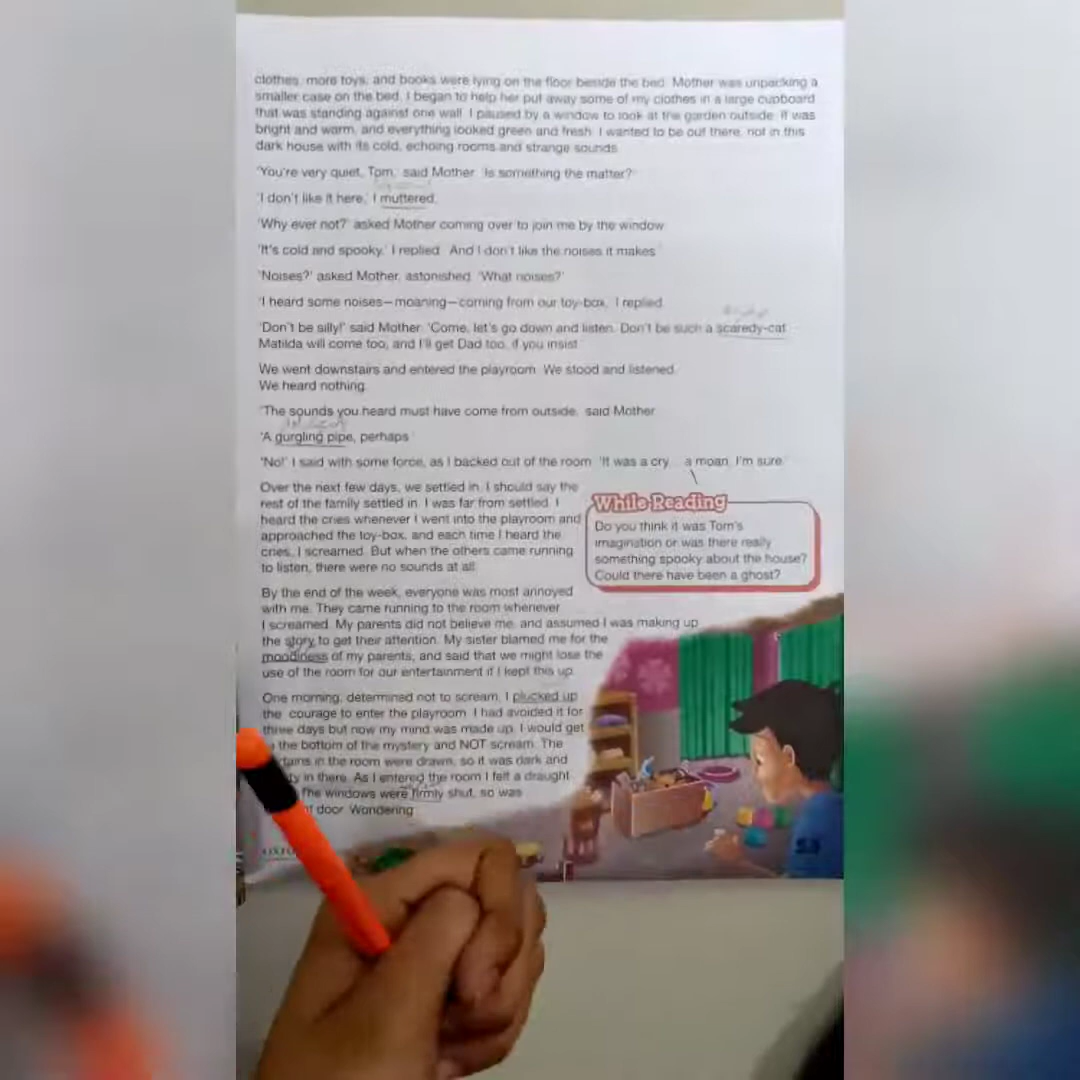 clothes, more toys, and books were lying on the floor beside the bed. Mother was unpacking a
smaller case on the bed. I began to help her put away some of my clothes in a large cupboard
that was standing against one wall. I paused by a window to look at the garden outside. It was
bright and warm, and everything looked green and fresh. I wanted to be out there, not in this
dark house with its cold, echoing rooms and strange sounds.
'You're very quiet, Tom,' said Mother. 'Is something the matter?'
'I don't like it here,' I muttered.
'Why ever not?' asked Mother coming over to join me by the window.
'It's cold and spooky,' I replied. 'And I don't like the noises it makes.'
'Noises?' asked Mother, astonished. 'What noises?'
'I heard some noises—moaning—coming from our toy-box,' I replied.
'Don't be silly!' said Mother. 'Come, let's go down and listen. Don't be such a scaredy-cat.
Matilda will come too, and I'll get Dad too, if you insist.'
We went downstairs and entered the playroom. We stood and listened.
We heard nothing.
'The sounds you heard must have come from outside,' said Mother.
'A gurgling pipe, perhaps.'
'No!' I said with some force, as I backed out of the room. 'It was a cry... a moan, I'm sure.'
Over the next few days, we settled in. I should say the
rest of the family settled in. I was far from settled. I
heard the cries whenever I went into the playroom and
approached the toy-box, and each time I heard the
cries, I screamed. But when the others came running
to listen, there were no sounds at all.
While Reading
Do you think it was Tom's
imagination or was there really
something spooky about the house?
Could there have been a ghost?
By the end of the week, everyone was most annoyed
with me. They came running to the room whenever
I screamed. My parents did not believe me, and assumed I was making up
the story to get their attention. My sister blamed me for the
moodiness of my parents, and said that we might lose the
use of the room for our entertainment if I kept this up.
One morning, determined not to scream, I plucked up
the courage to enter the playroom. I had avoided it for
three days but now my mind was made up. I would get
the bottom of the mystery and NOT scream. The
in the room were drawn, so it was dark and
in there. As I entered the room I felt a draught
The windows were firmly shut, so was
door. Wondering
53